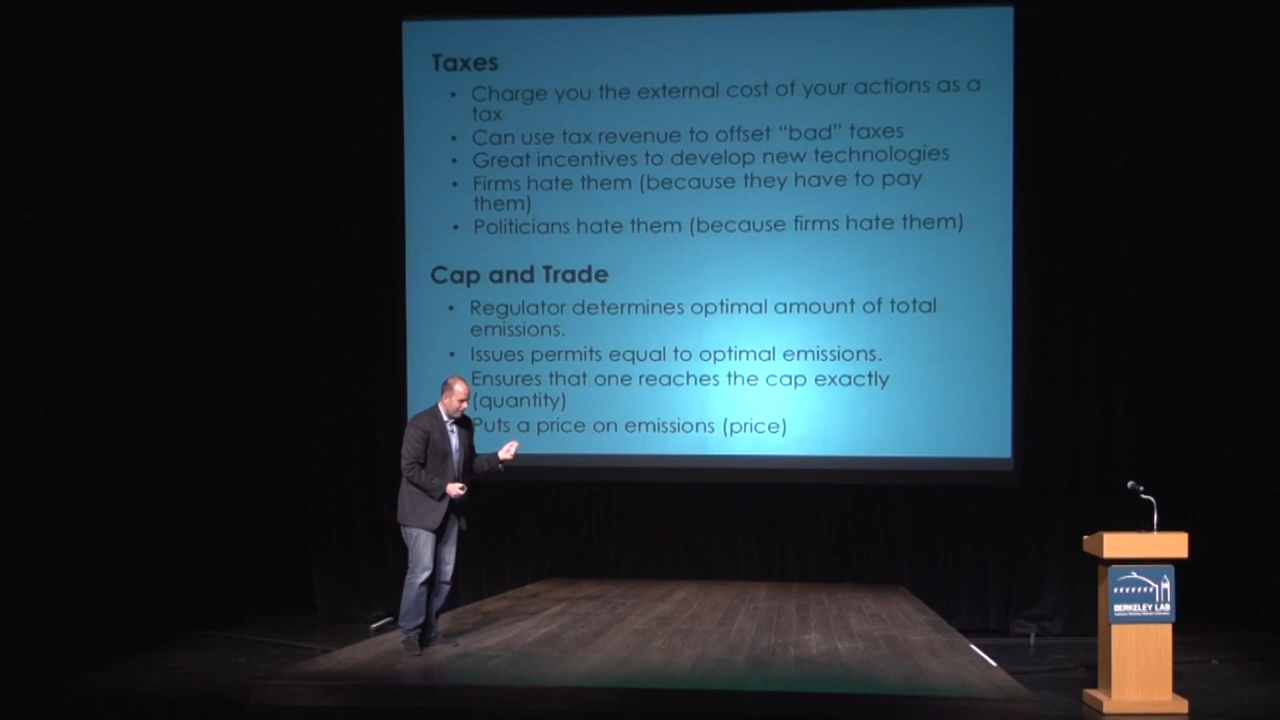 Taxes
• Charge you the external cost of your actions as a
tax
• Can use tax revenue to offset “bad” taxes
• Great incentives to develop new technologies
• Firms hate them (because they have to pay
them)
• Politicians hate them (because firms hate them)
Cap and Trade
• Regulator determines optimal amount of total
emissions.
• Issues permits equal to optimal emissions.
Ensures that one reaches the cap exactly
(quantity)
Puts a price on emissions (price)
BERKELEY LAB